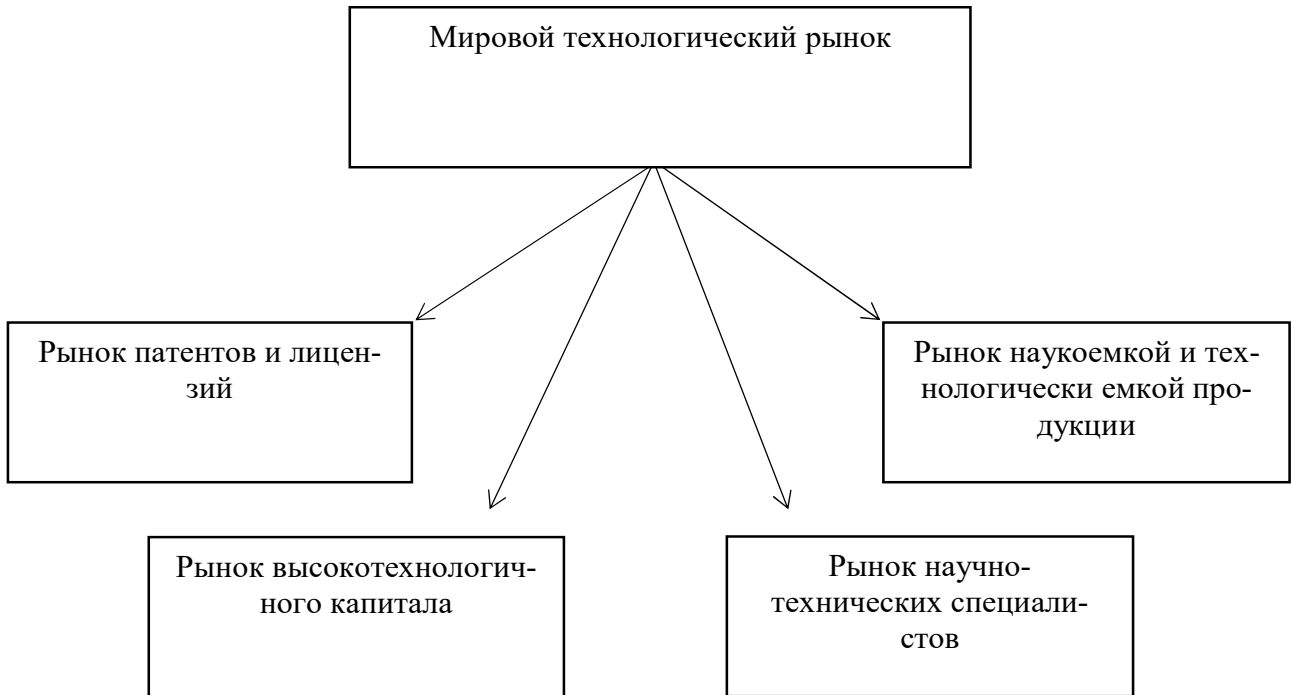 Мировой технологический рынок
Рынок патентов и лицен-
зий
Рынок наукоемкой и тех-
нологически емкой про-
дукции
Рынок высокотехнологич-
ного капитала
Рынок научно-
технических специали-
стов